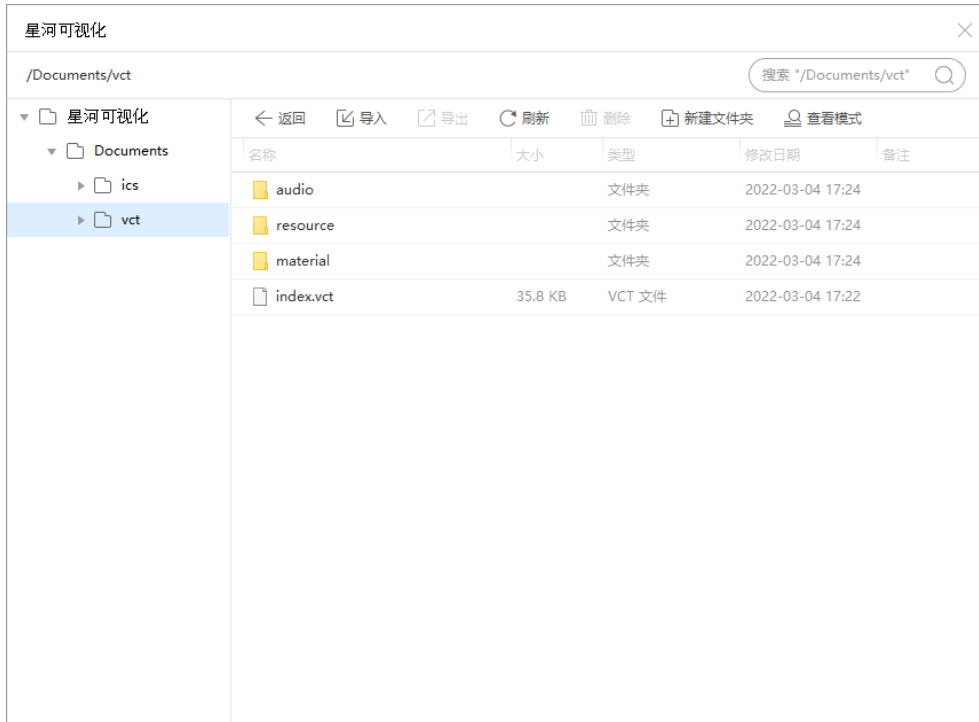 星河可视化
/Documents/vct
搜索 "/Documents/vct"
星河可视化
Documents
ics
vct
返回 导入 导出 刷新 删除 新建文件夹 查看模式
名称 大小 类型 修改日期 备注
audio 文件夹 2022-03-04 17:24
resource 文件夹 2022-03-04 17:24
material 文件夹 2022-03-04 17:24
index.vct 35.8 KB VCT 文件 2022-03-04 17:22